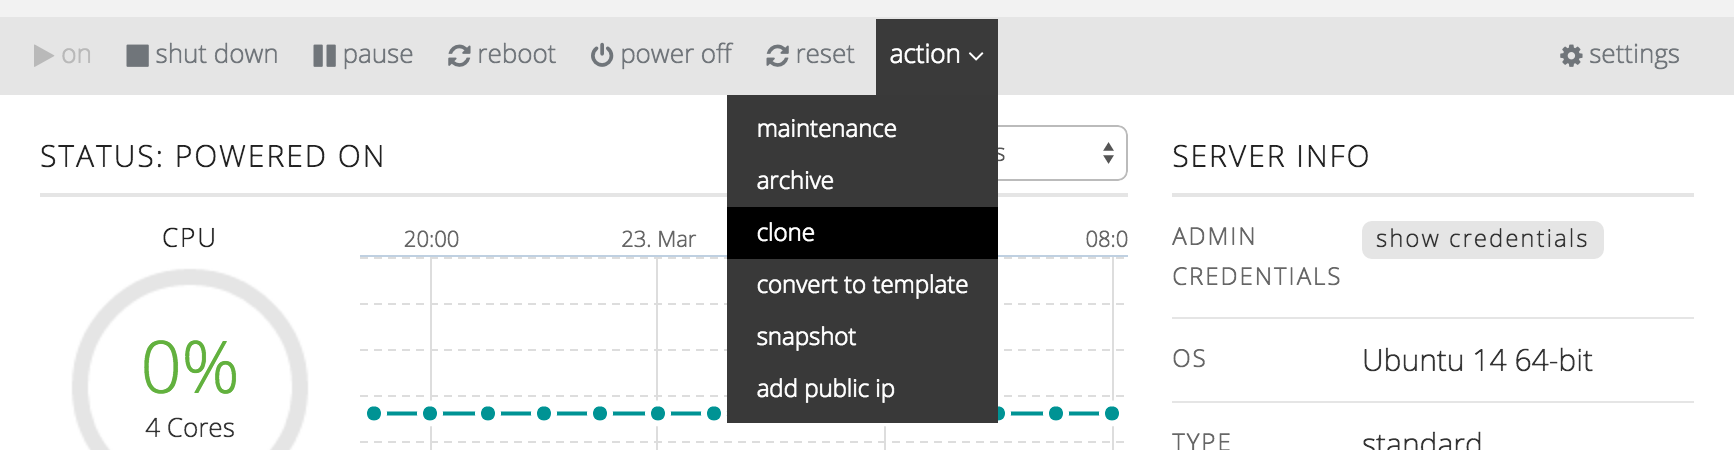 on shut down pause reboot power off reset action settings
maintenance
archive
clone
convert to template
snapshot
add public ip
STATUS: POWERED ON
s
CPU
0%
4 Cores
20:00 23. Mar 08:0
SERVER INFO
ADMIN CREDENTIALS show credentials
OS Ubuntu 14 64-bit
TYPE standard